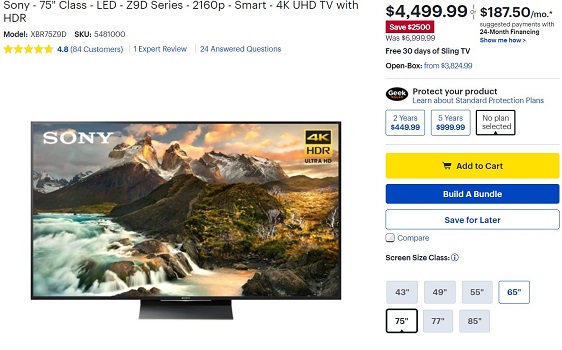 Sony - 75" Class - LED - Z9D Series - 2160p - Smart - 4K UHD TV with
HDR
Model: XBR75Z9D SKU: 5481000
4.8 (84 Customers) | 1 Expert Review | 24 Answered Questions
SONY
4K
HDR
ULTRA HD
SONY
$4,499.99 or $187.50/mo.*
Save $2500
Was $6,999.99
suggested payments with
24-Month Financing
Show me how >
Free 30 days of Sling TV
Open-Box: from $3,824.99
Geek
Protect your product
Learn about Standard Protection Plans
2 Years
$449.99
5 Years
$999.99
No plan
selected
Add to Cart
Build A Bundle
Save for Later
Compare
Screen Size Class:
43"
49"
55"
65"
75"
77"
85"